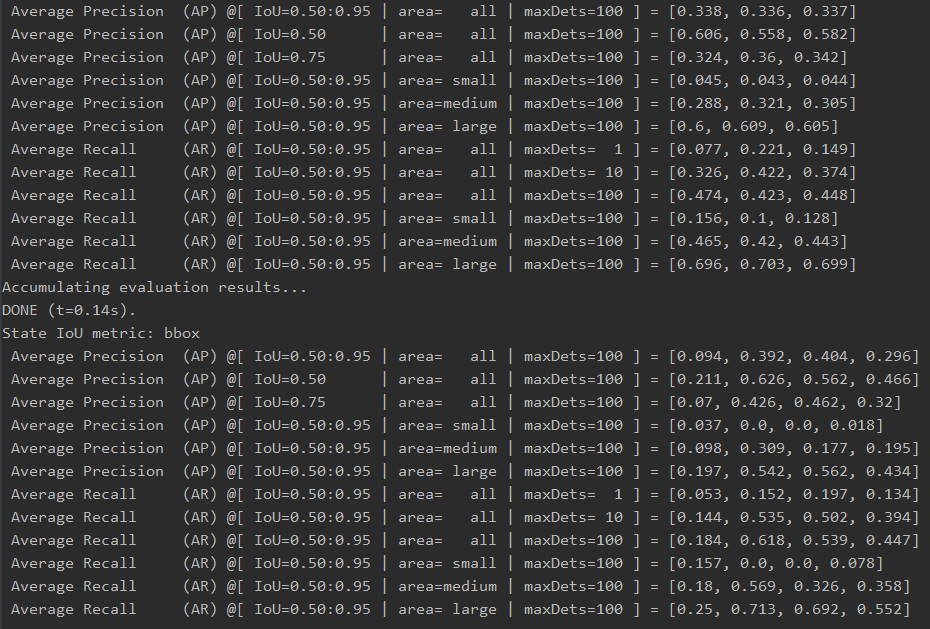 Average Precision  (AP) @[ IoU=0.50:0.95 | area=   all | maxDets=100 ] = [0.338, 0.336, 0.337]
Average Precision  (AP) @[ IoU=0.50      | area=   all | maxDets=100 ] = [0.606, 0.558, 0.582]
Average Precision  (AP) @[ IoU=0.75      | area=   all | maxDets=100 ] = [0.324, 0.36, 0.342]
Average Precision  (AP) @[ IoU=0.50:0.95 | area= small | maxDets=100 ] = [0.045, 0.043, 0.044]
Average Precision  (AP) @[ IoU=0.50:0.95 | area=medium | maxDets=100 ] = [0.288, 0.321, 0.305]
Average Precision  (AP) @[ IoU=0.50:0.95 | area= large | maxDets=100 ] = [0.6, 0.609, 0.605]
Average Recall     (AR) @[ IoU=0.50:0.95 | area=   all | maxDets=  1 ] = [0.077, 0.221, 0.149]
Average Recall     (AR) @[ IoU=0.50:0.95 | area=   all | maxDets= 10 ] = [0.326, 0.422, 0.374]
Average Recall     (AR) @[ IoU=0.50:0.95 | area=   all | maxDets=100 ] = [0.474, 0.423, 0.448]
Average Recall     (AR) @[ IoU=0.50:0.95 | area= small | maxDets=100 ] = [0.156, 0.1, 0.128]
Average Recall     (AR) @[ IoU=0.50:0.95 | area=medium | maxDets=100 ] = [0.465, 0.42, 0.443]
Average Recall     (AR) @[ IoU=0.50:0.95 | area= large | maxDets=100 ] = [0.696, 0.703, 0.699]
Accumulating evaluation results...
DONE (t=0.14s).
State IoU metric: bbox
Average Precision  (AP) @[ IoU=0.50:0.95 | area=   all | maxDets=100 ] = [0.094, 0.392, 0.404, 0.296]
Average Precision  (AP) @[ IoU=0.50      | area=   all | maxDets=100 ] = [0.211, 0.626, 0.562, 0.466]
Average Precision  (AP) @[ IoU=0.75      | area=   all | maxDets=100 ] = [0.07, 0.426, 0.462, 0.32]
Average Precision  (AP) @[ IoU=0.50:0.95 | area= small | maxDets=100 ] = [0.037, 0.0, 0.0, 0.018]
Average Precision  (AP) @[ IoU=0.50:0.95 | area=medium | maxDets=100 ] = [0.098, 0.309, 0.177, 0.195]
Average Precision  (AP) @[ IoU=0.50:0.95 | area= large | maxDets=100 ] = [0.197, 0.542, 0.562, 0.434]
Average Recall     (AR) @[ IoU=0.50:0.95 | area=   all | maxDets=  1 ] = [0.053, 0.152, 0.197, 0.134]
Average Recall     (AR) @[ IoU=0.50:0.95 | area=   all | maxDets= 10 ] = [0.144, 0.535, 0.502, 0.394]
Average Recall     (AR) @[ IoU=0.50:0.95 | area=   all | maxDets=100 ] = [0.184, 0.618, 0.539, 0.447]
Average Recall     (AR) @[ IoU=0.50:0.95 | area= small | maxDets=100 ] = [0.157, 0.0, 0.0, 0.078]
Average Recall     (AR) @[ IoU=0.50:0.95 | area=medium | maxDets=100 ] = [0.18, 0.569, 0.326, 0.358]
Average Recall     (AR) @[ IoU=0.50:0.95 | area= large | maxDets=100 ] = [0.25, 0.713, 0.692, 0.552]